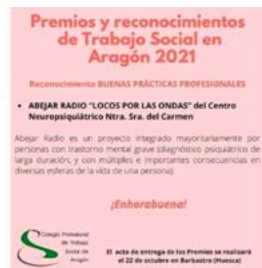 Premios y reconocimientos
de Trabajo Social en
Aragón 2021
Reconocimiento BUENAS PRÁCTICAS PROFESIONALES
• ABEJAR RADIO "LOCOS POR LAS ONDAS" del Centro
Neuropsiquiátrico Ntra. Sra. del Carmen
Abejar Radio es un proyecto integrado mayoritariamente por
personas con trastorno mental grave (diagnóstico psiquiátrico de
larga duración, y con múltiples e importantes consecuencias en
diversas esferas de la vida de una persona)
¡Enhorabuena!
Colegio Profesional
de Trabajo
Social de
Aragón
El acto de entrega de los Premios se realizará
el 22 de octubre en Barbastro (Huesca)